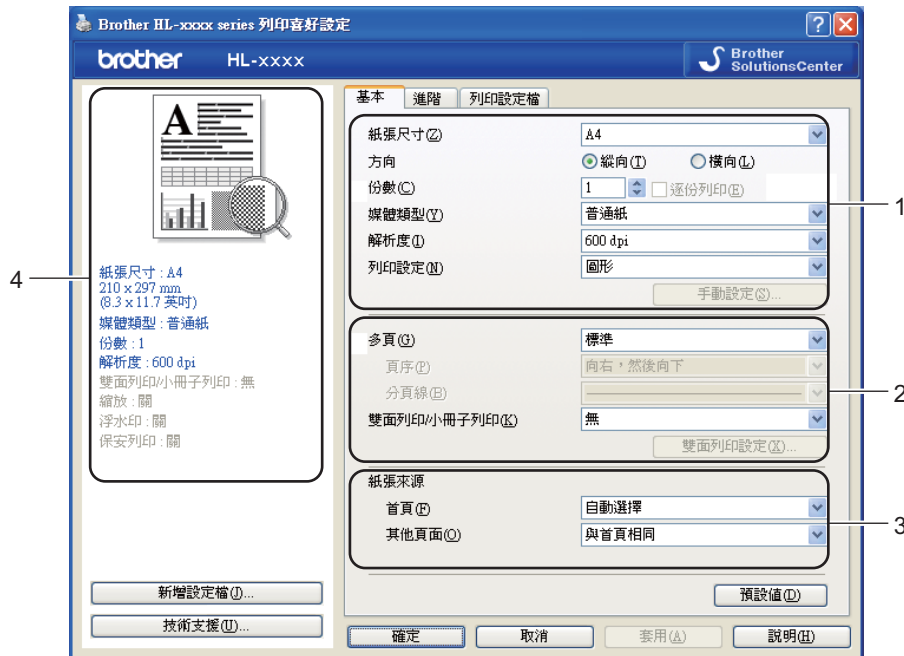 Brother HL-xxxx series 列印喜好設定
brother HL-xxxx
Brother
SolutionsCenter
A
紙張尺寸 : A4
210 x 297 mm
(8.3 x 11.7 英吋)
媒體類型 : 普通紙
份數 : 1
解析度 : 600 dpi
雙面列印/小冊子列印 : 無
縮放 : 關
浮水印 : 關
保安列印 : 關
4
新增設定檔(J)...
技術支援(U)...
基本 進階 列印設定檔
紙張尺寸(Z) A4
方向 縱向(T) 橫向(L)
份數(C) 1 逐份列印(E)
媒體類型(Y) 普通紙
解析度(I) 600 dpi
列印設定(N) 圖形
手動設定(S)...
1
多頁(G) 標準
頁序(P) 向右，然後向下
分頁線(B)
雙面列印/小冊子列印(K) 無
雙面列印設定(X)...
2
紙張來源
首頁(F) 自動選擇
其他頁面(O) 與首頁相同
3
預設值(D)
確定 取消 套用(A) 說明(H)